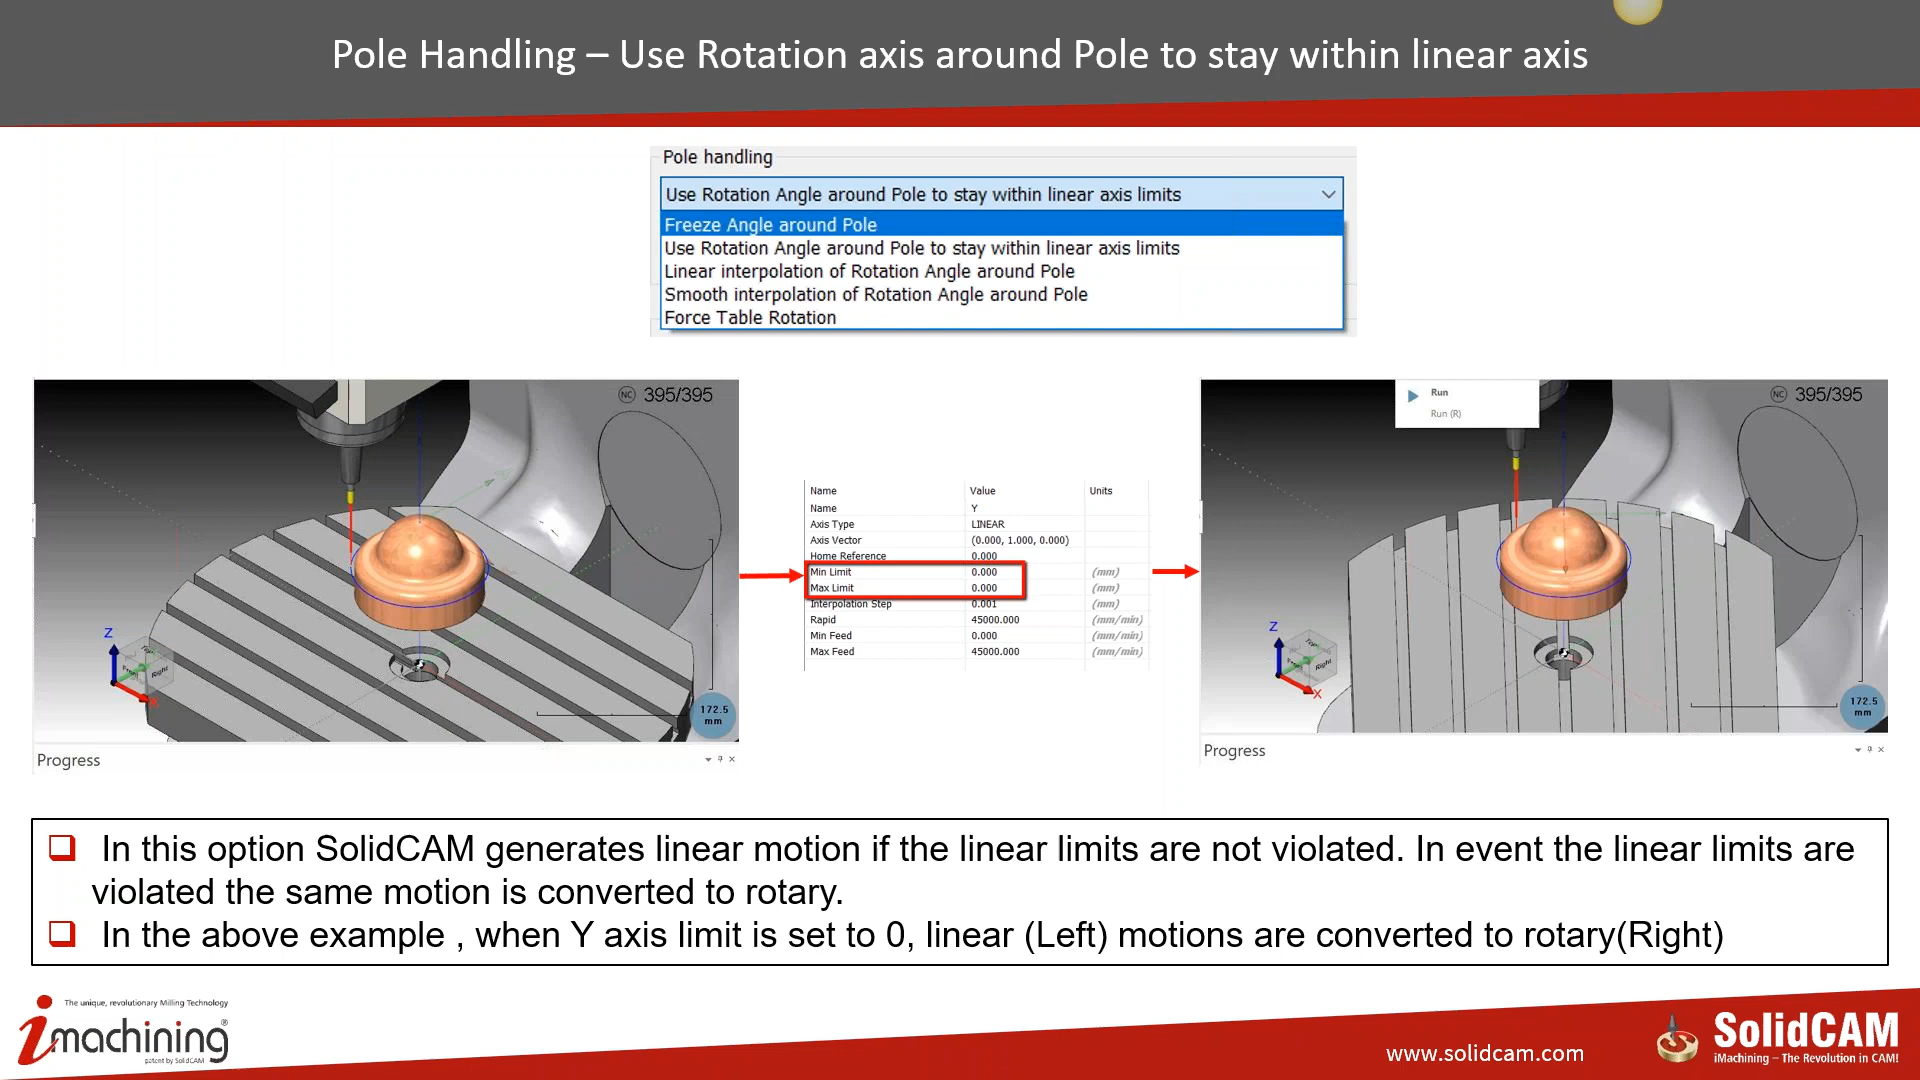 Pole Handling – Use Rotation axis around Pole to stay within linear axis
Pole handling
Use Rotation Angle around Pole to stay within linear axis limits
Freeze Angle around Pole
Use Rotation Angle around Pole to stay within linear axis limits
Linear interpolation of Rotation Angle around Pole
Smooth interpolation of Rotation Angle around Pole
Force Table Rotation
NC 395/395
Z
Right
X
172.5
mm
Progress
Name Value Units
Name Y
Axis Type LINEAR
Axis Vector (0.000, 1.000, 0.000)
Home Reference 0.000
Min Limit 0.000 (mm)
Max Limit 0.000 (mm)
Interpolation Step 0.001 (mm)
Rapid 45000.000 (mm/min)
Min Feed 0.000 (mm/min)
Max Feed 45000.000 (mm/min)
Run
Run (R)
NC 395/395
Z
Right
X
172.5
mm
Progress
In this option SolidCAM generates linear motion if the linear limits are not violated. In event the linear limits are
violated the same motion is converted to rotary.
In the above example , when Y axis limit is set to 0, linear (Left) motions are converted to rotary(Right)
The unique, revolutionary Milling Technology
imachining®
patent by SolidCAM
www.solidcam.com
SolidCAM
iMachining – The Revolution in CAM!